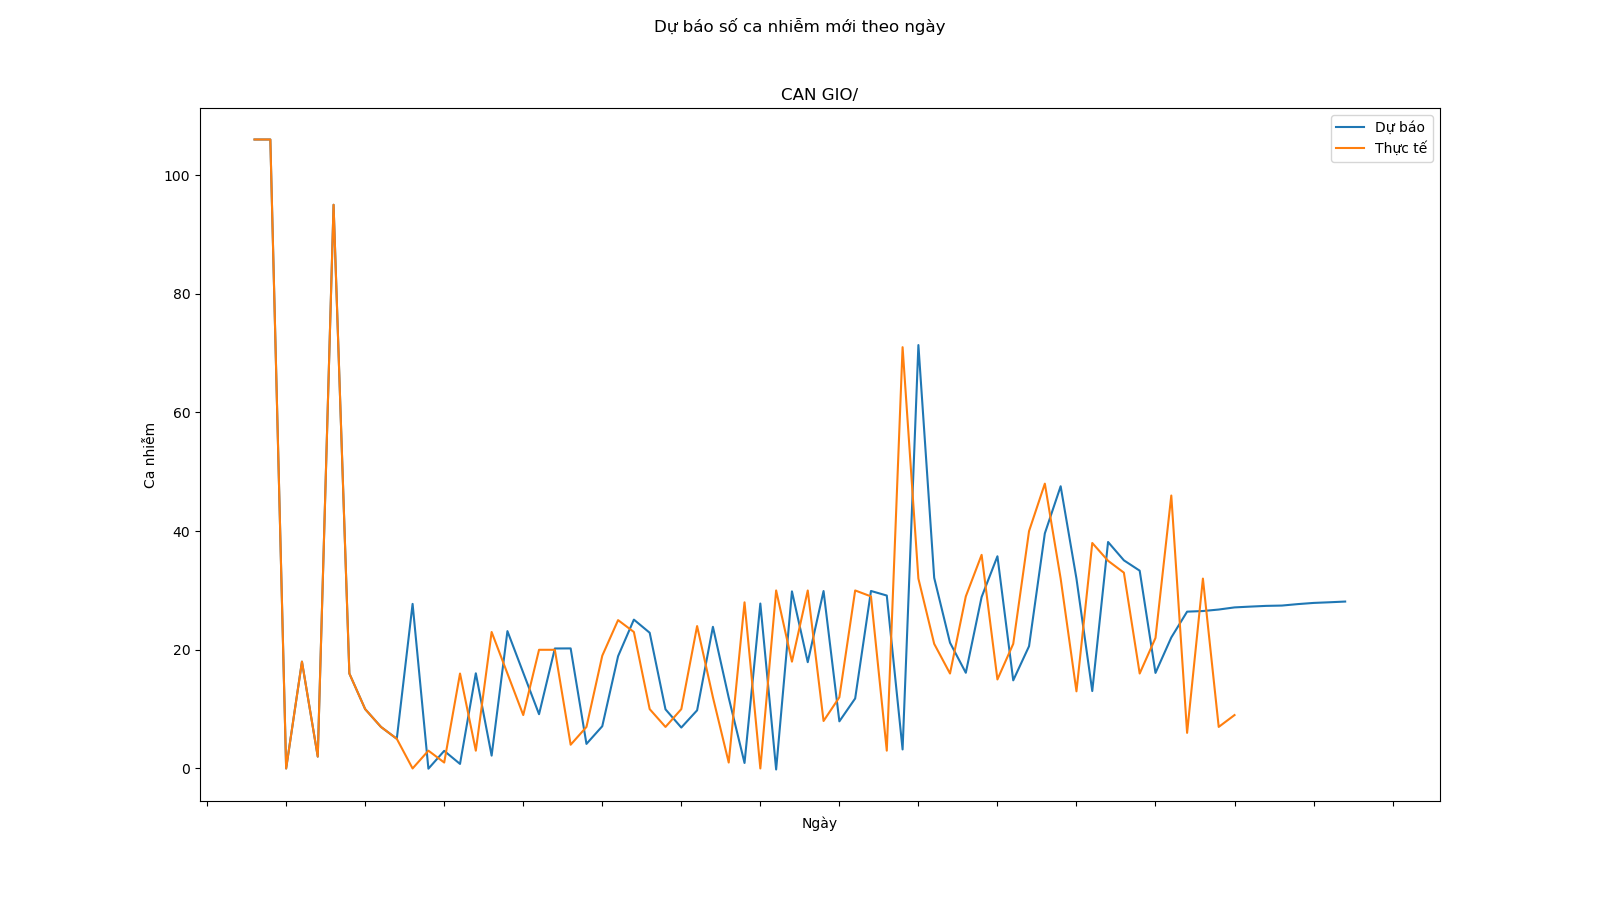 Dự báo số ca nhiễm mới theo ngày
CAN GIO/
Dự báo
Thực tế
100
80
60
40
20
0
Ca nhiễm
Ngày